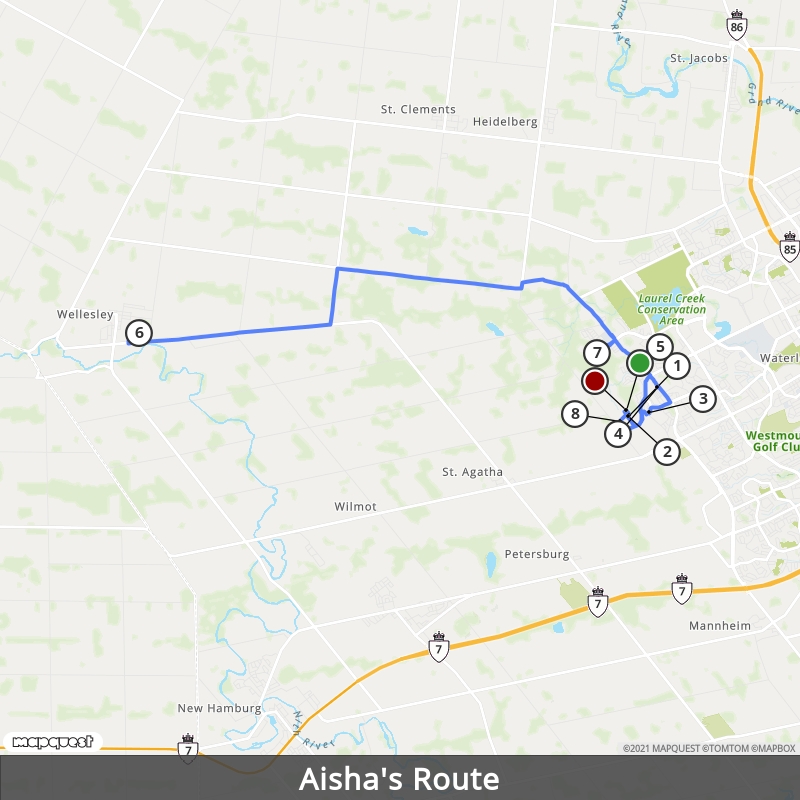 86
St. Jacobs
Grand River
St. Clements
Heidelberg
85
Laurel Creek
Conservation
Area
Wellesley
6
7
5
1
3
8
4
2
Waterl
Westmou
Golf Clu
St. Agatha
Wilmot
Petersburg
7
7
Mannheim
7
New Hamburg
Nith River
mapquest
7
©2021 MAPQUEST ©TOMTOM ©MAPBOX
Aisha's Route